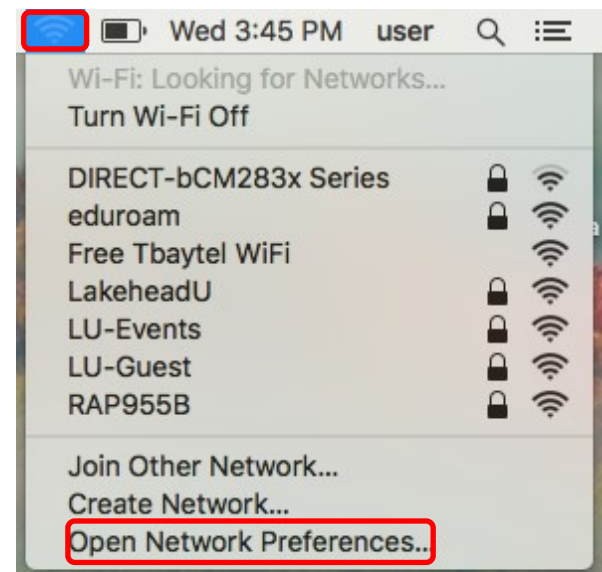 Wed 3:45 PM user
Wi-Fi: Looking for Networks...
Turn Wi-Fi Off
DIRECT-bCM283x Series
eduroam
Free Tbaytel WiFi
LakeheadU
LU-Events
LU-Guest
RAP955B
Join Other Network...
Create Network...
Open Network Preferences...